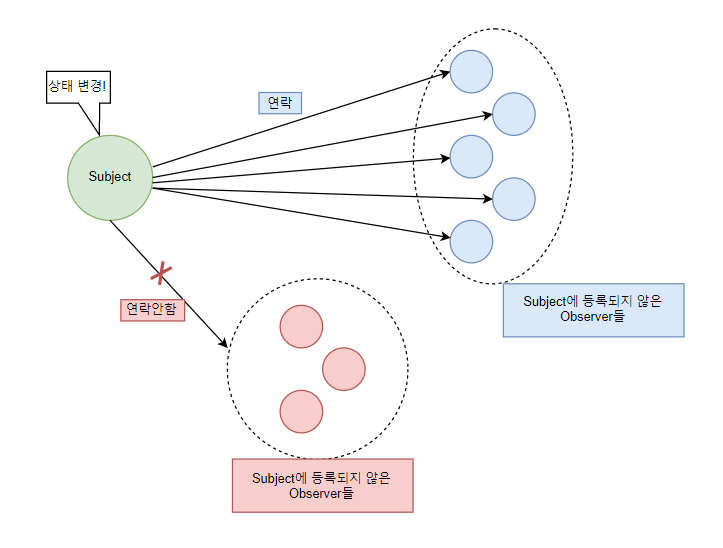 상태 변경!
연락
Subject
연락안함
Subject에 등록되지 않은
Observer들
Subject에 등록되지 않은
Observer들